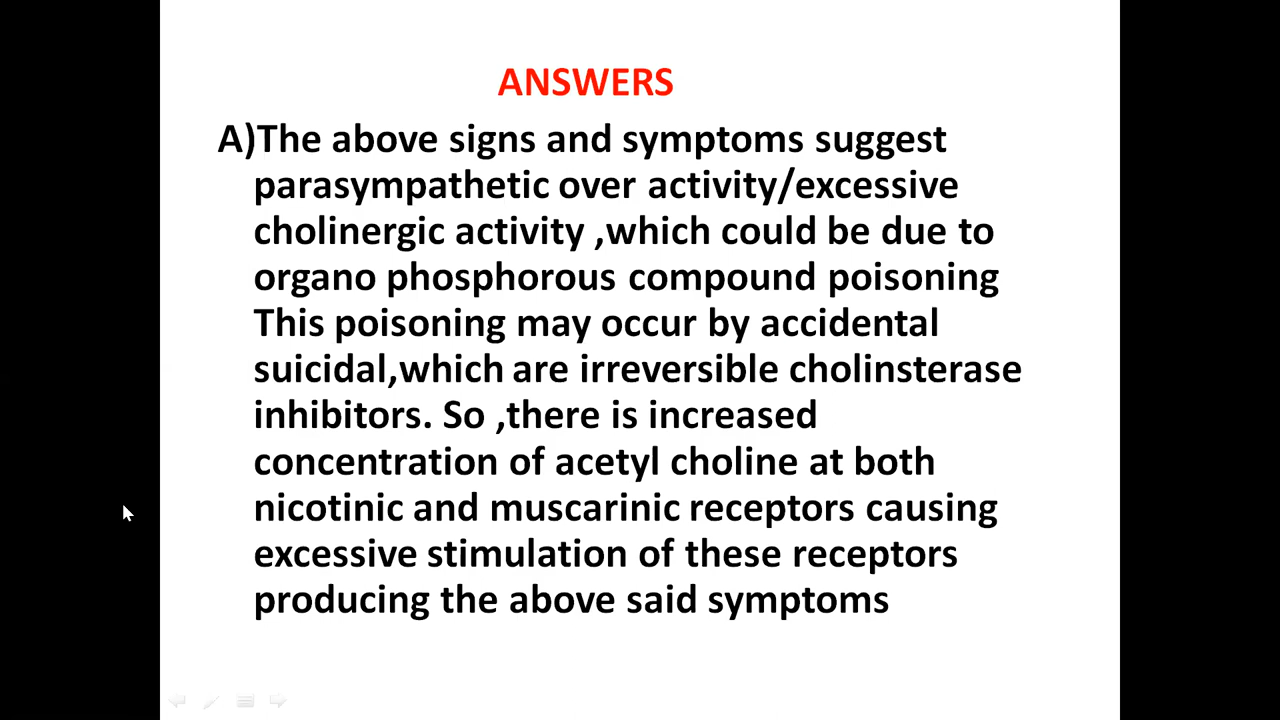 ANSWERS
A)The above signs and symptoms suggest
parasympathetic over activity/excessive
cholinergic activity ,which could be due to
organo phosphorous compound poisoning
This poisoning may occur by accidental
suicidal,which are irreversible cholinsterase
inhibitors. So ,there is increased
concentration of acetyl choline at both
nicotinic and muscarinic receptors causing
excessive stimulation of these receptors
producing the above said symptoms